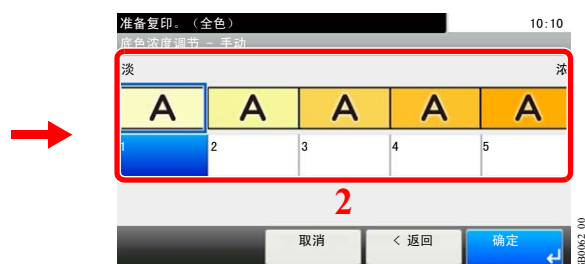 准备复印。（全色） 10:10
底色浓度调节 - 手动
淡 浓
A A A A A
1 2 3 4 5
2
取消 < 返回 确定